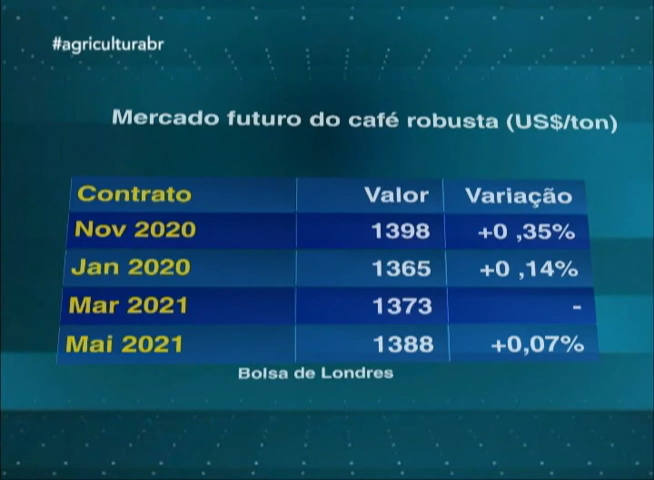 #agriculturabr
Mercado futuro do café robusta (US$/ton)
Contrato Valor Variação
Nov 2020 1398 +0 ,35%
Jan 2020 1365 +0 ,14%
Mar 2021 1373 -
Mai 2021 1388 +0,07%
Bolsa de Londres